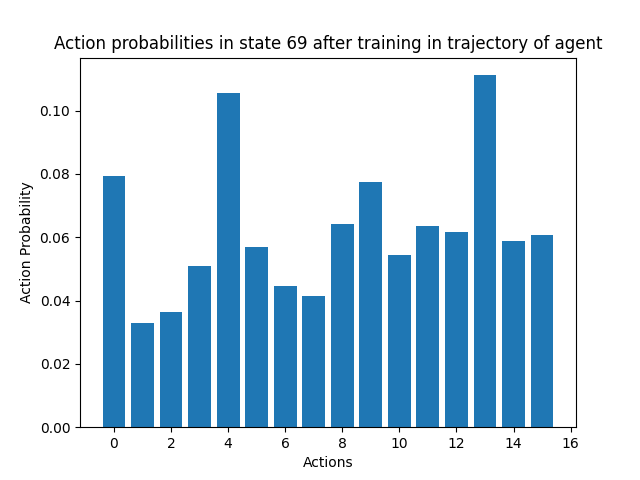 Action probabilities in state 69 after training in trajectory of agent
0.10
0.08
0.06
0.04
0.02
0.00
Action Probability
0 2 4 6 8 10 12 14 16
Actions